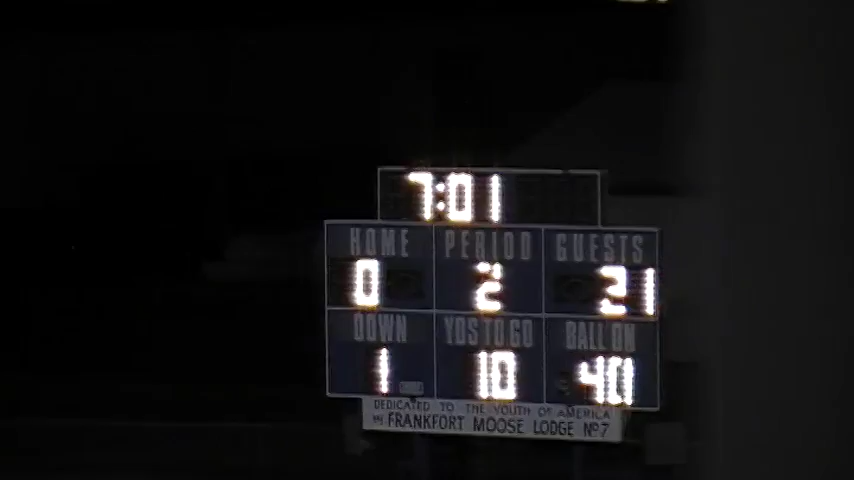 7:01
HOME PERIOD GUESTS
0 2 21
DOWN YDS TO GO BALL ON
1 10 40
DEDICATED TO THE YOUTH OF AMERICA
BY FRANKFORT MOOSE LODGE Nº7